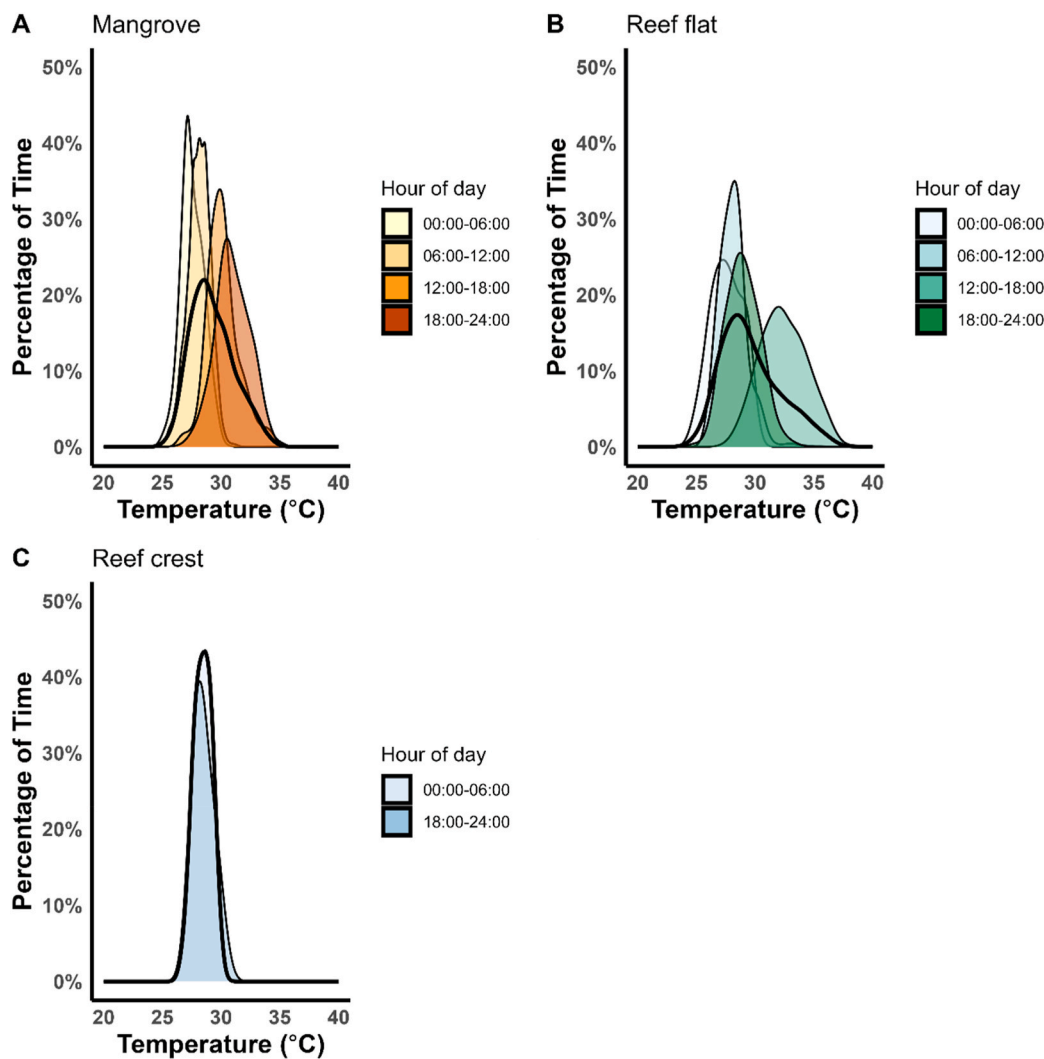 A Mangrove
50%
40%
30%
20%
10%
0%
Percentage of Time
20 25 30 35 40
Temperature (°C)
Hour of day
00:00-06:00
06:00-12:00
12:00-18:00
18:00-24:00
B Reef flat
50%
40%
30%
20%
10%
0%
Percentage of Time
20 25 30 35 40
Temperature (°C)
Hour of day
00:00-06:00
06:00-12:00
12:00-18:00
18:00-24:00
C Reef crest
50%
40%
30%
20%
10%
0%
Percentage of Time
20 25 30 35 40
Temperature (°C)
Hour of day
00:00-06:00
18:00-24:00